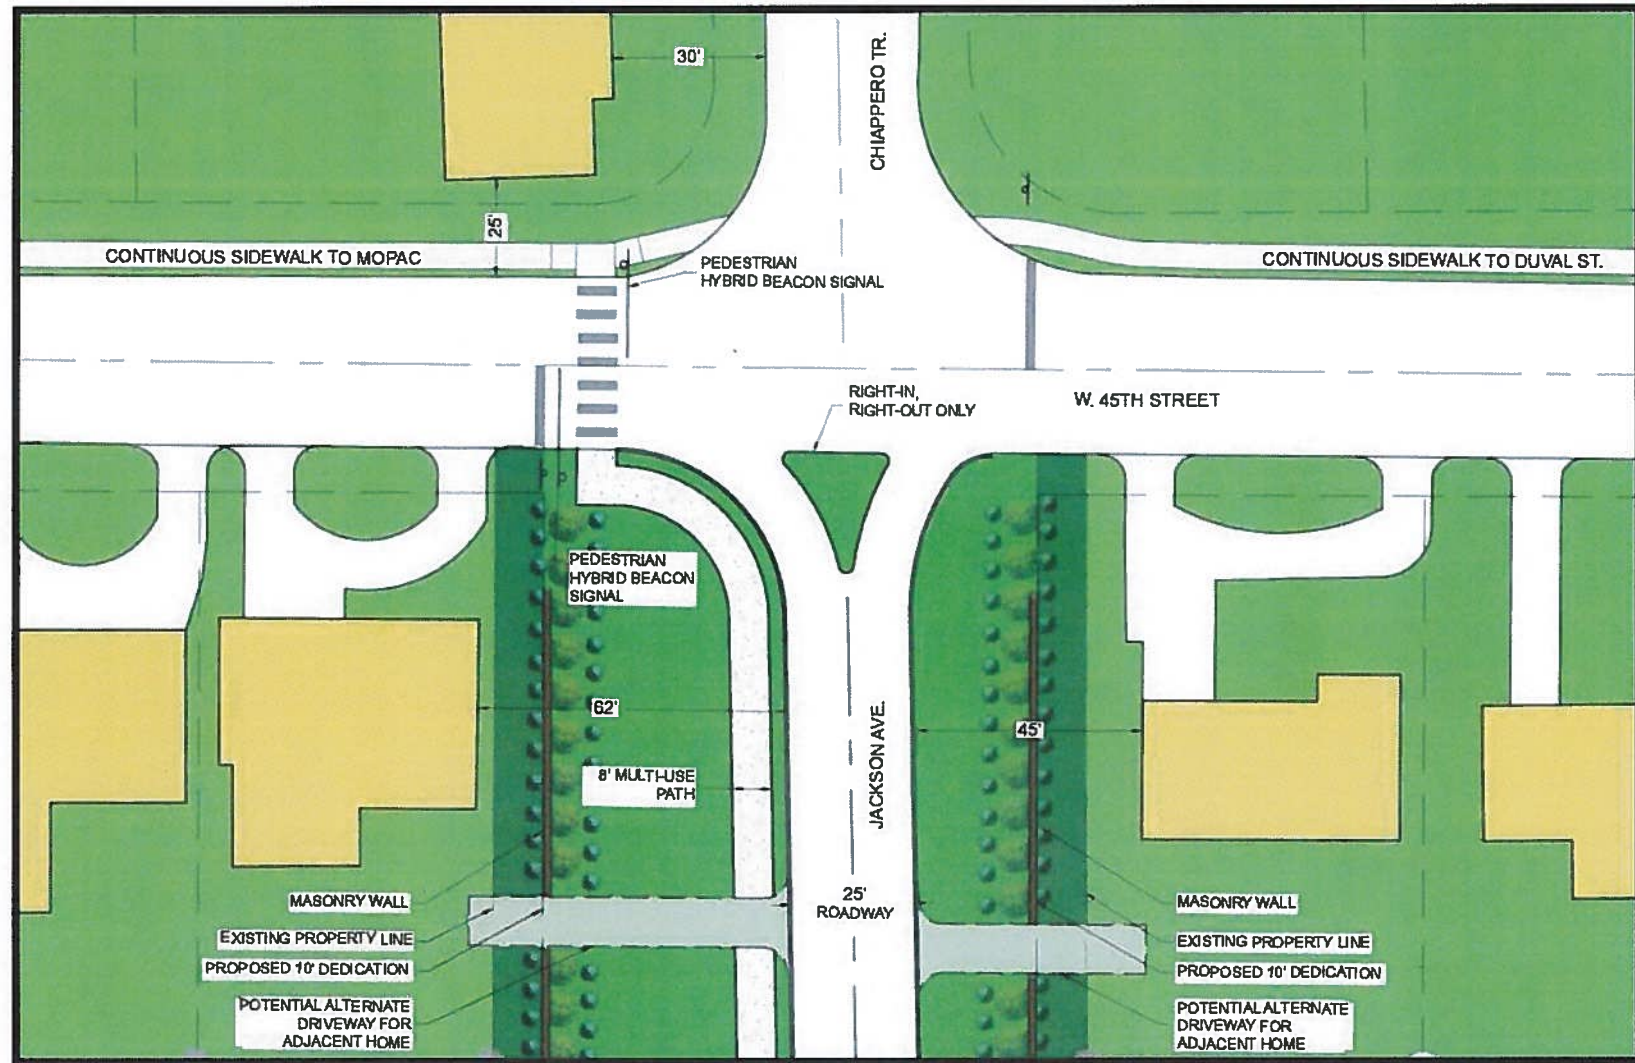 30'
CHIAPPERO TR.
25'
CONTINUOUS SIDEWALK TO MOPAC
PEDESTRIAN
HYBRID BEACON SIGNAL
CONTINUOUS SIDEWALK TO DUVAL ST.
RIGHT-IN,
RIGHT-OUT ONLY
W. 45TH STREET
PEDESTRIAN
HYBRID BEACON
SIGNAL
62'
JACKSON AVE.
45'
8' MULTI-USE
PATH
25'
ROADWAY
MASONRY WALL
EXISTING PROPERTY LINE
PROPOSED 10' DEDICATION
POTENTIAL ALTERNATE
DRIVEWAY FOR
ADJACENT HOME
MASONRY WALL
EXISTING PROPERTY LINE
PROPOSED 10' DEDICATION
POTENTIAL ALTERNATE
DRIVEWAY FOR
ADJACENT HOME